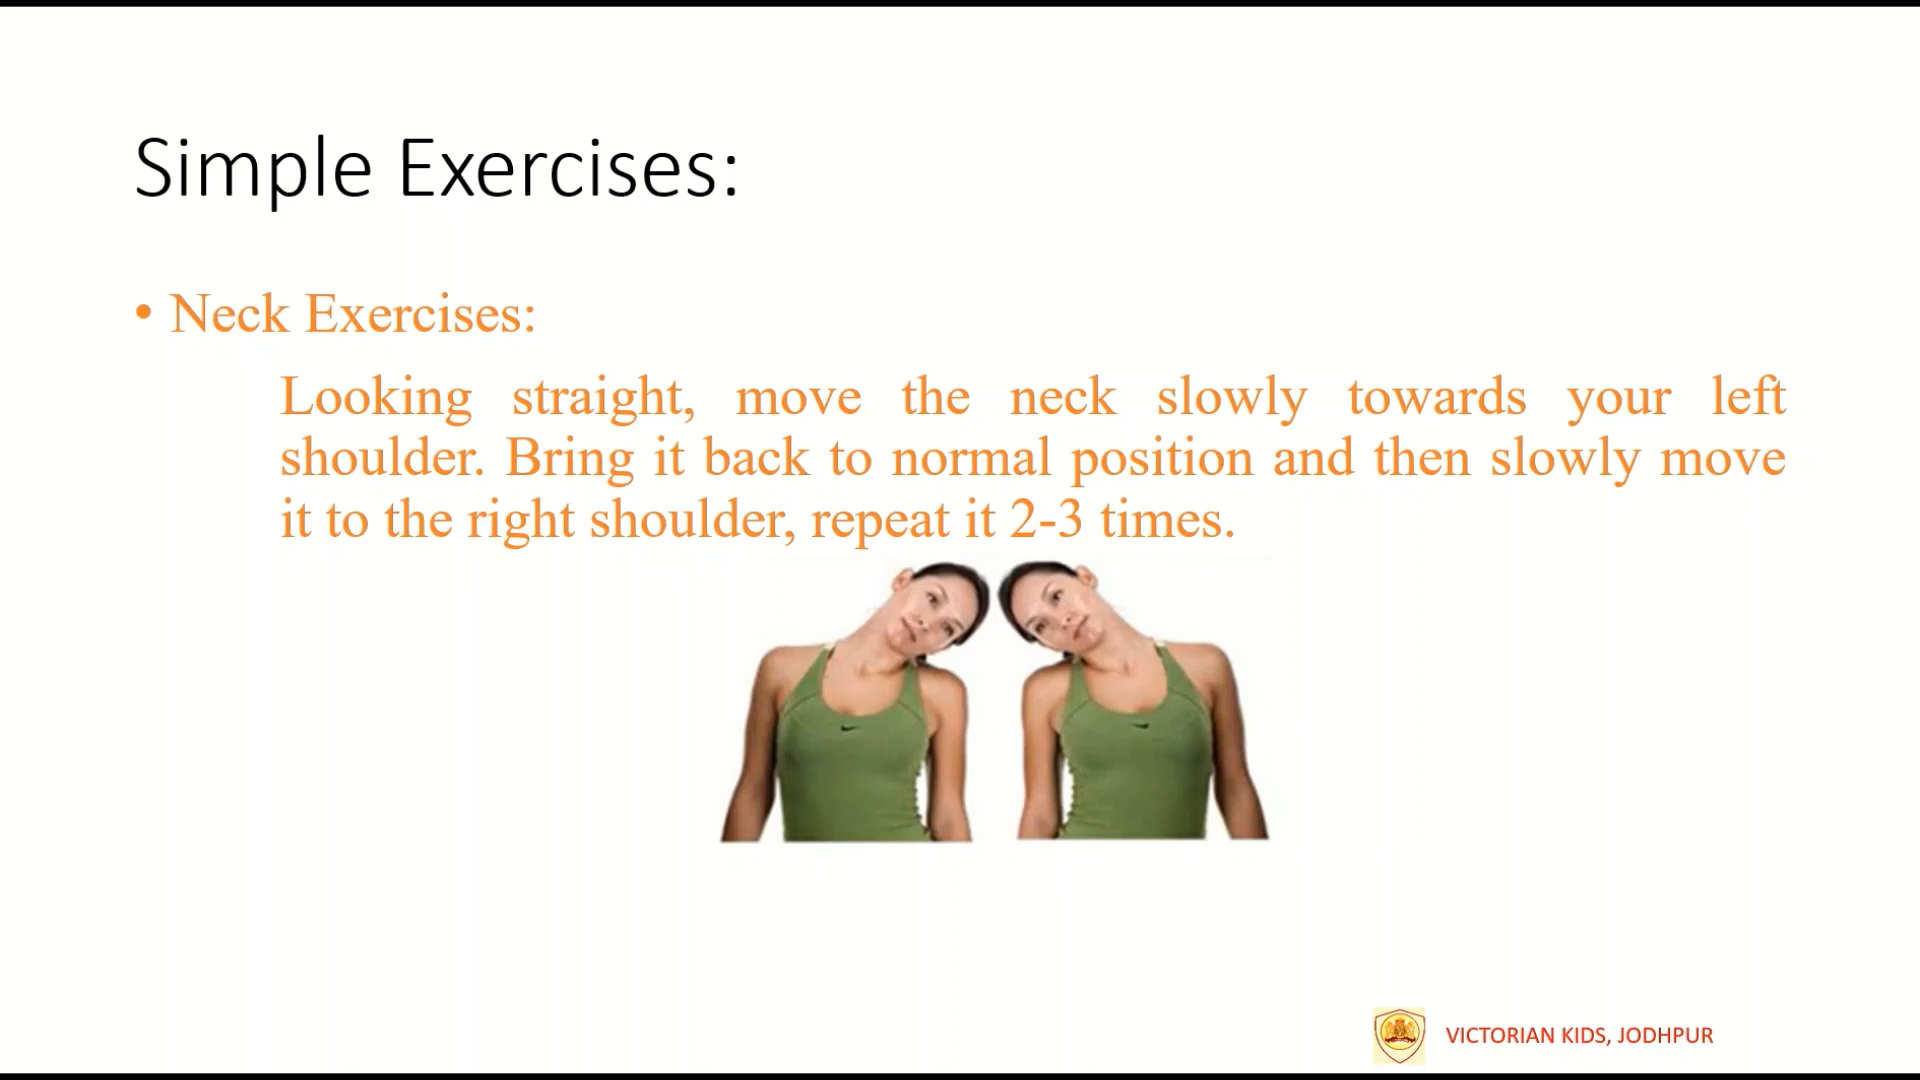 Simple Exercises:
• Neck Exercises:
Looking straight, move the neck slowly towards your left
shoulder. Bring it back to normal position and then slowly move
it to the right shoulder, repeat it 2-3 times.
VICTORIAN KIDS, JODHPUR